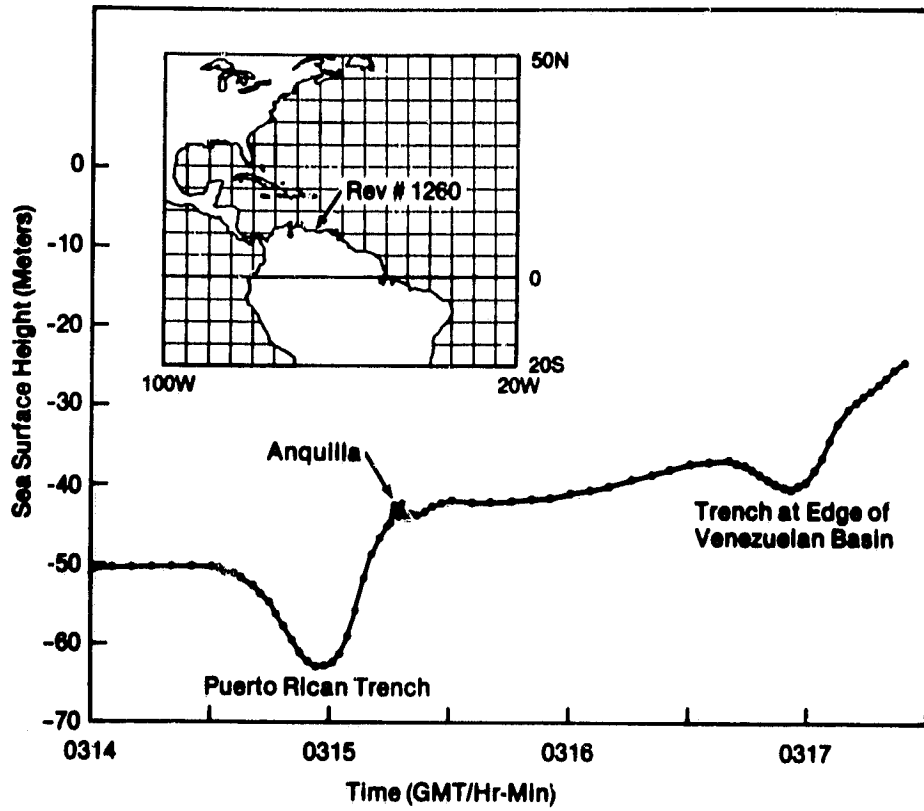 50N
0
Rev # 1260
-10
0
-20
20S
100W
20W
-30
Anquilla
-40
Trench at Edge of
Venezuelan Basin
-50
-60
Puerto Rican Trench
-70
0314
0315
0316
0317
Time (GMT/Hr-Min)
Sea Surface Height (Meters)